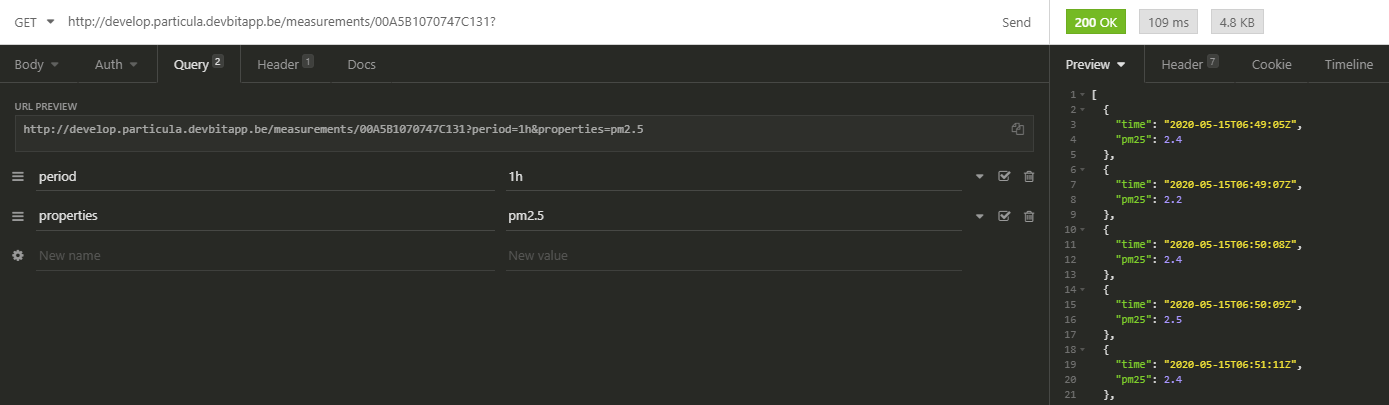 GET http://develop.particula.devbitapp.be/measurements/00A5B1070747C131? Send 200 OK 109 ms 4.8 KB
Body Auth Query 2 Header 1 Docs Preview Header 7 Cookie Timeline
URL PREVIEW
http://develop.particula.devbitapp.be/measurements/00A5B1070747C131?period=1h&properties=pm2.5
period 1h
properties pm2.5
New name New value
1 [
2 {
3 "time": "2020-05-15T06:49:05Z",
4 "pm25": 2.4
5 },
6 {
7 "time": "2020-05-15T06:49:07Z",
8 "pm25": 2.2
9 },
10 {
11 "time": "2020-05-15T06:50:08Z",
12 "pm25": 2.4
13 },
14 {
15 "time": "2020-05-15T06:50:09Z",
16 "pm25": 2.5
17 },
18 {
19 "time": "2020-05-15T06:51:11Z",
20 "pm25": 2.4
21 },